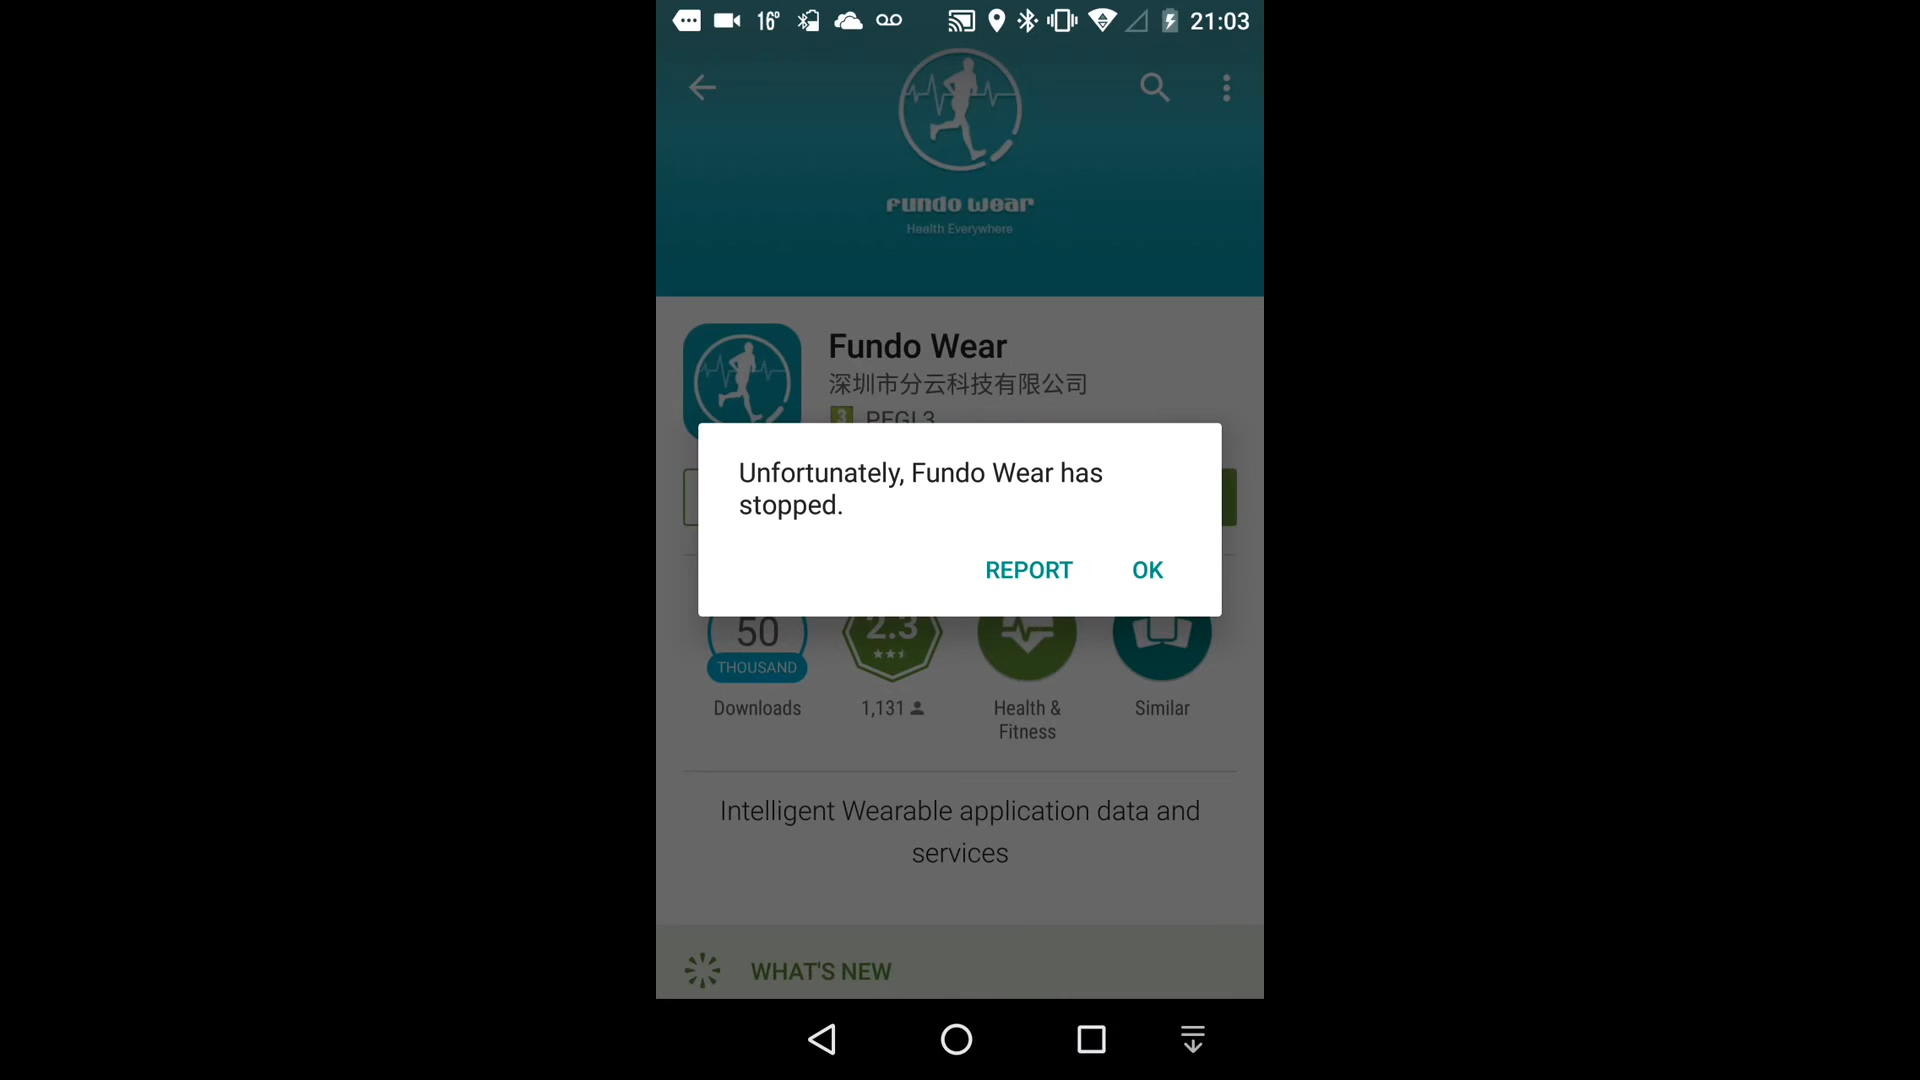 16° 21:03
Fundo Wear
Health Everywhere
Fundo Wear
深圳市分云科技有限公司
3 PEGI 3
Unfortunately, Fundo Wear has
stopped.
REPORT OK
50 2.3
THOUSAND
Downloads 1,131 Health & Similar
Fitness
Intelligent Wearable application data and
services
WHAT'S NEW